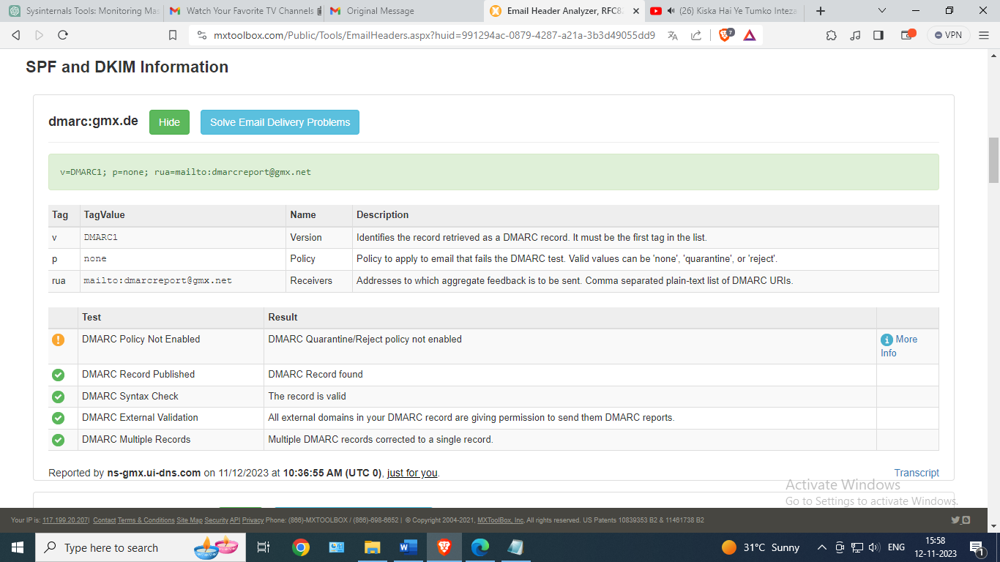 Sysinternals Tools: Monitoring Mas
Watch Your Favorite TV Channels
Original Message
Email Header Analyzer, RFC8
(26) Kiska Hai Ye Tumko Inteza
mxtoolbox.com/Public/Tools/EmailHeaders.aspx?huid=991294ac-0879-4287-a21a-3b3d49055dd9
7
VPN
SPF and DKIM Information
dmarc:gmx.de
Hide
Solve Email Delivery Problems
v=DMARC1; p=none; rua=mailto:dmarcreport@gmx.net
Tag TagValue Name Description
v DMARC1 Version Identifies the record retrieved as a DMARC record. It must be the first tag in the list.
p none Policy Policy to apply to email that fails the DMARC test. Valid values can be 'none', 'quarantine', or 'reject'.
rua mailto:dmarcreport@gmx.net Receivers Addresses to which aggregate feedback is to be sent. Comma separated plain-text list of DMARC URIs.
Test Result
DMARC Policy Not Enabled DMARC Quarantine/Reject policy not enabled More
Info
DMARC Record Published DMARC Record found
DMARC Syntax Check The record is valid
DMARC External Validation All external domains in your DMARC record are giving permission to send them DMARC reports.
DMARC Multiple Records Multiple DMARC records corrected to a single record.
Reported by ns-gmx.ui-dns.com on 11/12/2023 at 10:36:55 AM (UTC 0), just for you. Transcript
Activate Windows
Go to Settings to activate Windows.
Your IP is: 117.199.20.207| Contact Terms & Conditions Site Map Security API Privacy Phone: (866)-MXTOOLBOX / (866)-698-6652 | © Copyright 2004-2021, MXToolBox, Inc, All rights reserved. US Patents 10839353 B2 & 11461738 B2
Type here to search
31°C Sunny
ENG
15:58
12-11-2023
1